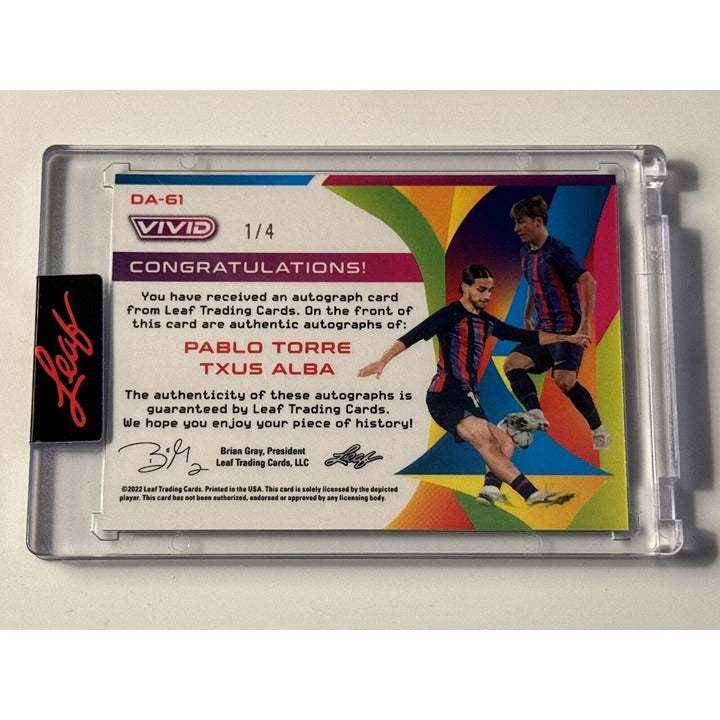 DA-61
VIVID
1/4
CONGRATULATIONS!
You have received an autograph card
from Leaf Trading Cards. On the front of
this card are authentic autographs of:
PABLO TORRE
TXUS ALBA
The authenticity of these autographs is
guaranteed by Leaf Trading Cards.
We hope you enjoy your piece of history!
Brian Gray, President
Leaf Trading Cards, LLC
Leaf
©2022 Leaf Trading Cards. Printed in the USA. This card is solely licensed by the depicted
player. This card has not been authorized, endorsed or approved by any licensing body.
Leaf